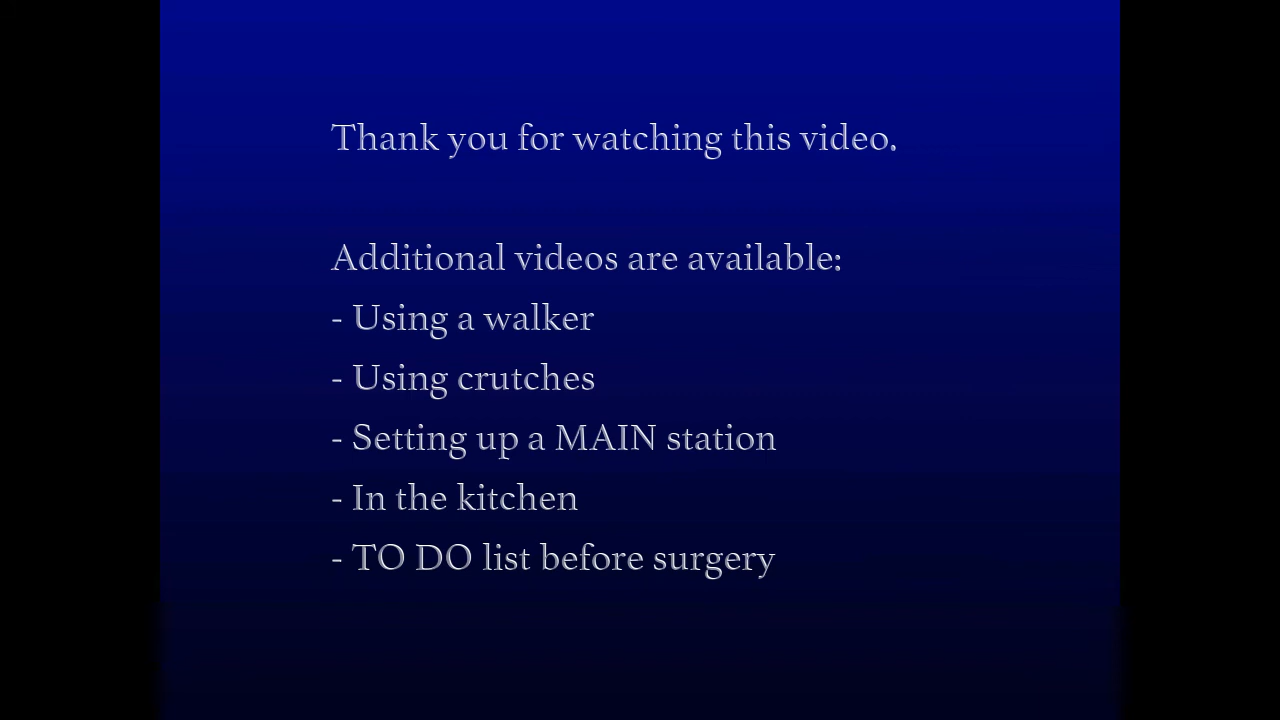 Thank you for watching this video.
Additional videos are available:
- Using a walker
- Using crutches
- Setting up a MAIN station
- In the kitchen
- TO DO list before surgery